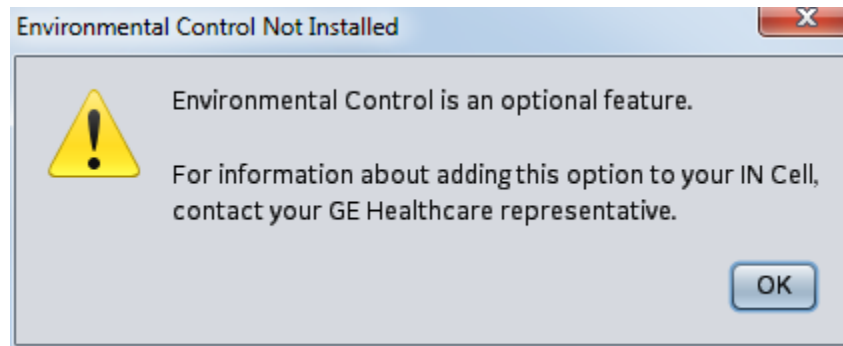 Environmental Control Not Installed
Environmental Control is an optional feature.
For information about adding this option to your IN Cell,
contact your GE Healthcare representative.
OK